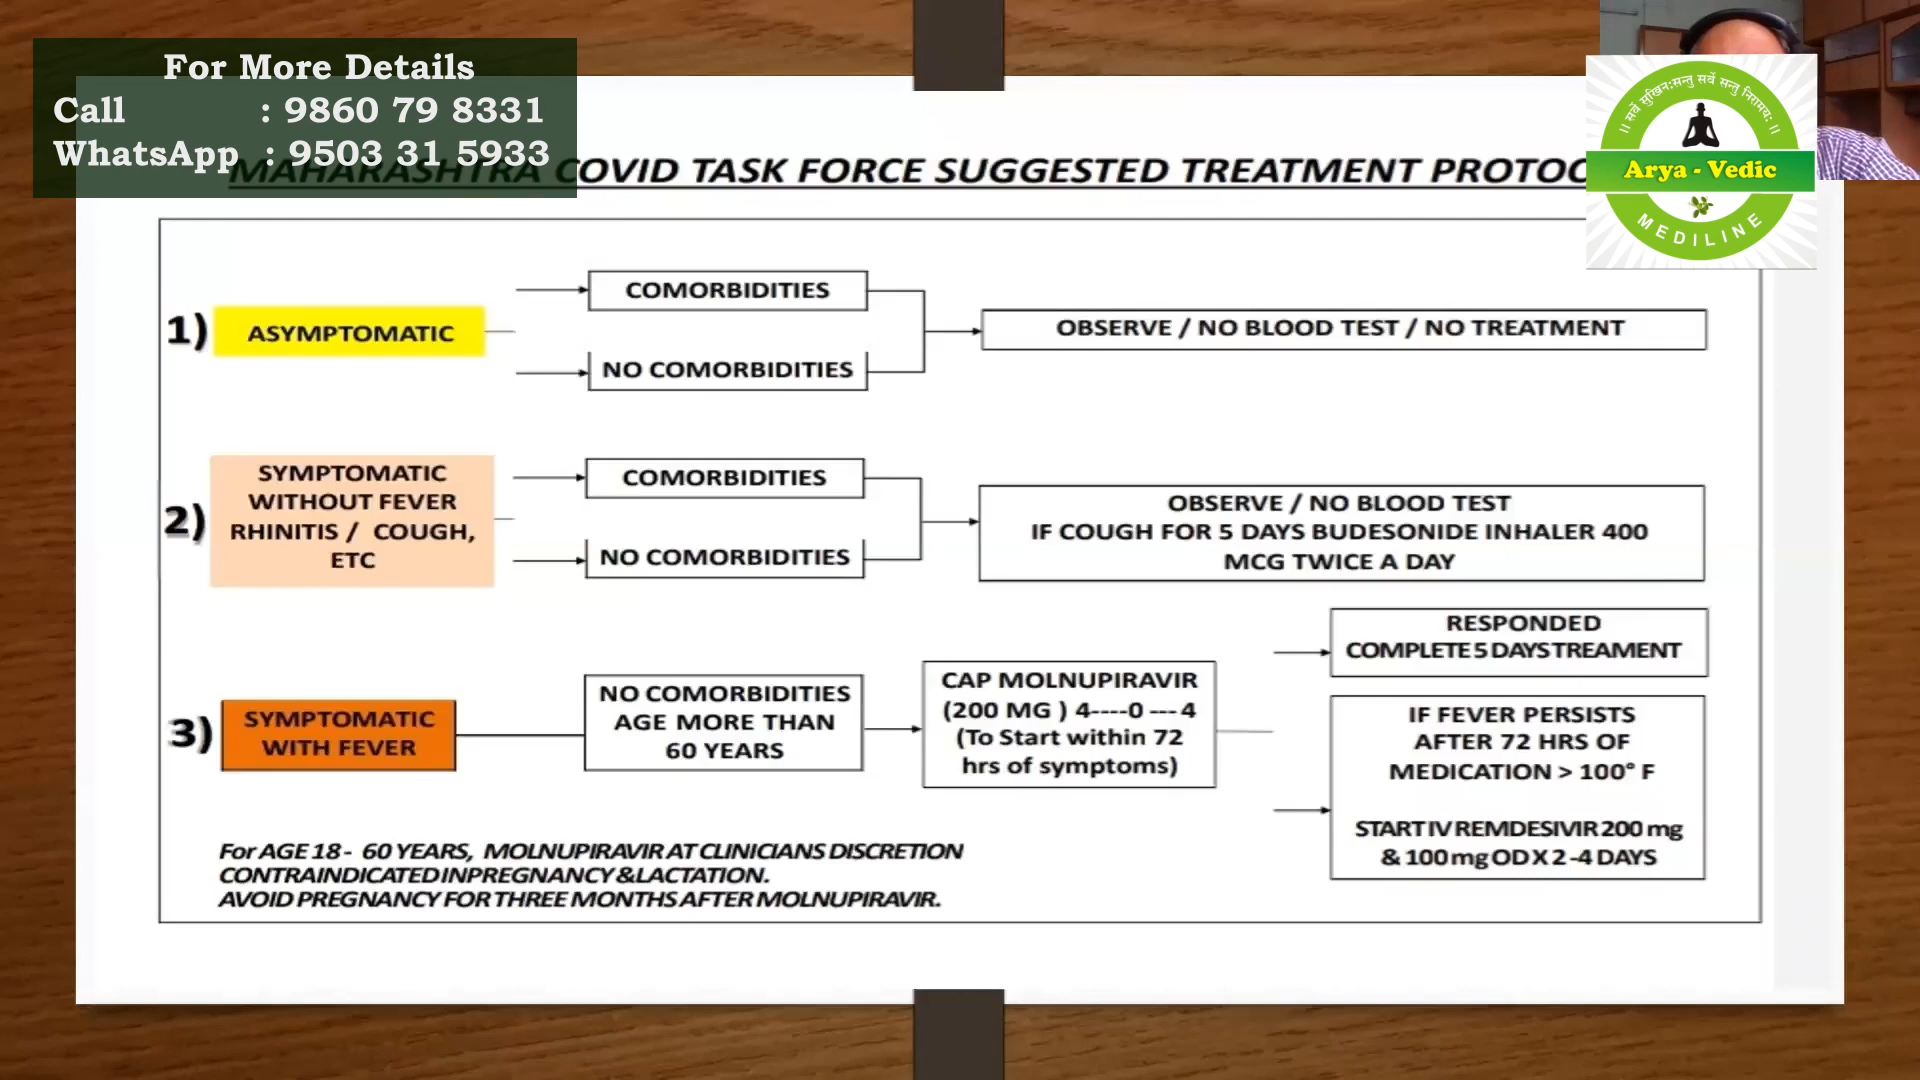 For More Details
Call : 9860 79 8331
WhatsApp : 9503 31 5933
MAHARASHTRA COVID TASK FORCE SUGGESTED TREATMENT PROTOC
॥ सर्वे सुखिन:सन्तु सर्वे सन्तु निरामय: ॥
Arya - Vedic
MEDILINE
1)
ASYMPTOMATIC
COMORBIDITIES
NO COMORBIDITIES
OBSERVE / NO BLOOD TEST / NO TREATMENT
2)
SYMPTOMATIC
WITHOUT FEVER
RHINITIS / COUGH,
ETC
COMORBIDITIES
NO COMORBIDITIES
OBSERVE / NO BLOOD TEST
IF COUGH FOR 5 DAYS BUDESONIDE INHALER 400
MCG TWICE A DAY
3)
SYMPTOMATIC
WITH FEVER
NO COMORBIDITIES
AGE MORE THAN
60 YEARS
CAP MOLNUPIRAVIR
(200 MG ) 4----0 --- 4
(To Start within 72
hrs of symptoms)
RESPONDED
COMPLETE 5 DAYS TREAMENT
IF FEVER PERSISTS
AFTER 72 HRS OF
MEDICATION > 100° F
START IV REMDESIVIR 200 mg
& 100 mg OD X 2 -4 DAYS
For AGE 18 - 60 YEARS, MOLNUPIRAVIR AT CLINICIANS DISCRETION
CONTRAINDICATED IN PREGNANCY & LACTATION.
AVOID PREGNANCY FOR THREE MONTHS AFTER MOLNUPIRAVIR.